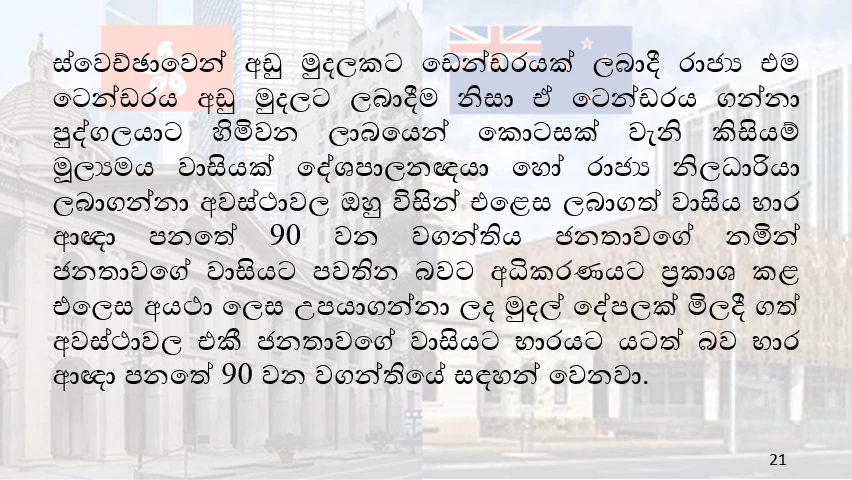 ස්වේච්ඡාවෙන් අඩු මුදලකට ඩෙන්ඩරයක් ලබාදී රාජ්‍ය එම
ටෙන්ඩරය අඩු මුදලට ලබාදීම නිසා ඒ ටෙන්ඩරය ගන්නා
පුද්ගලයාට හිමිවන ලාබයෙන් කොටසක් වැනි කිසියම්
මූල්‍යමය වාසියක් දේශපාලනඥයා හෝ රාජ්‍ය නිලධාරියා
ලබාගන්නා අවස්ථාවල ඔහු විසින් එළෙස ලබාගත් වාසිය භාර
ආඥා පනතේ 90 වන වගන්තිය ජනතාවගේ නමින්
ජනතාවගේ වාසියට පවතින බවට අධිකරණයට ප්‍රකාශ කළ
එලෙස අයථා ලෙස උපයාගන්නා ලද මුදල් දේපලක් මිලදී ගත්
අවස්ථාවල එකී ජනතාවගේ වාසියට භාරයට යටත් බව භාර
ආඥා පනතේ 90 වන වගන්තියේ සඳහන් වෙනවා.
21